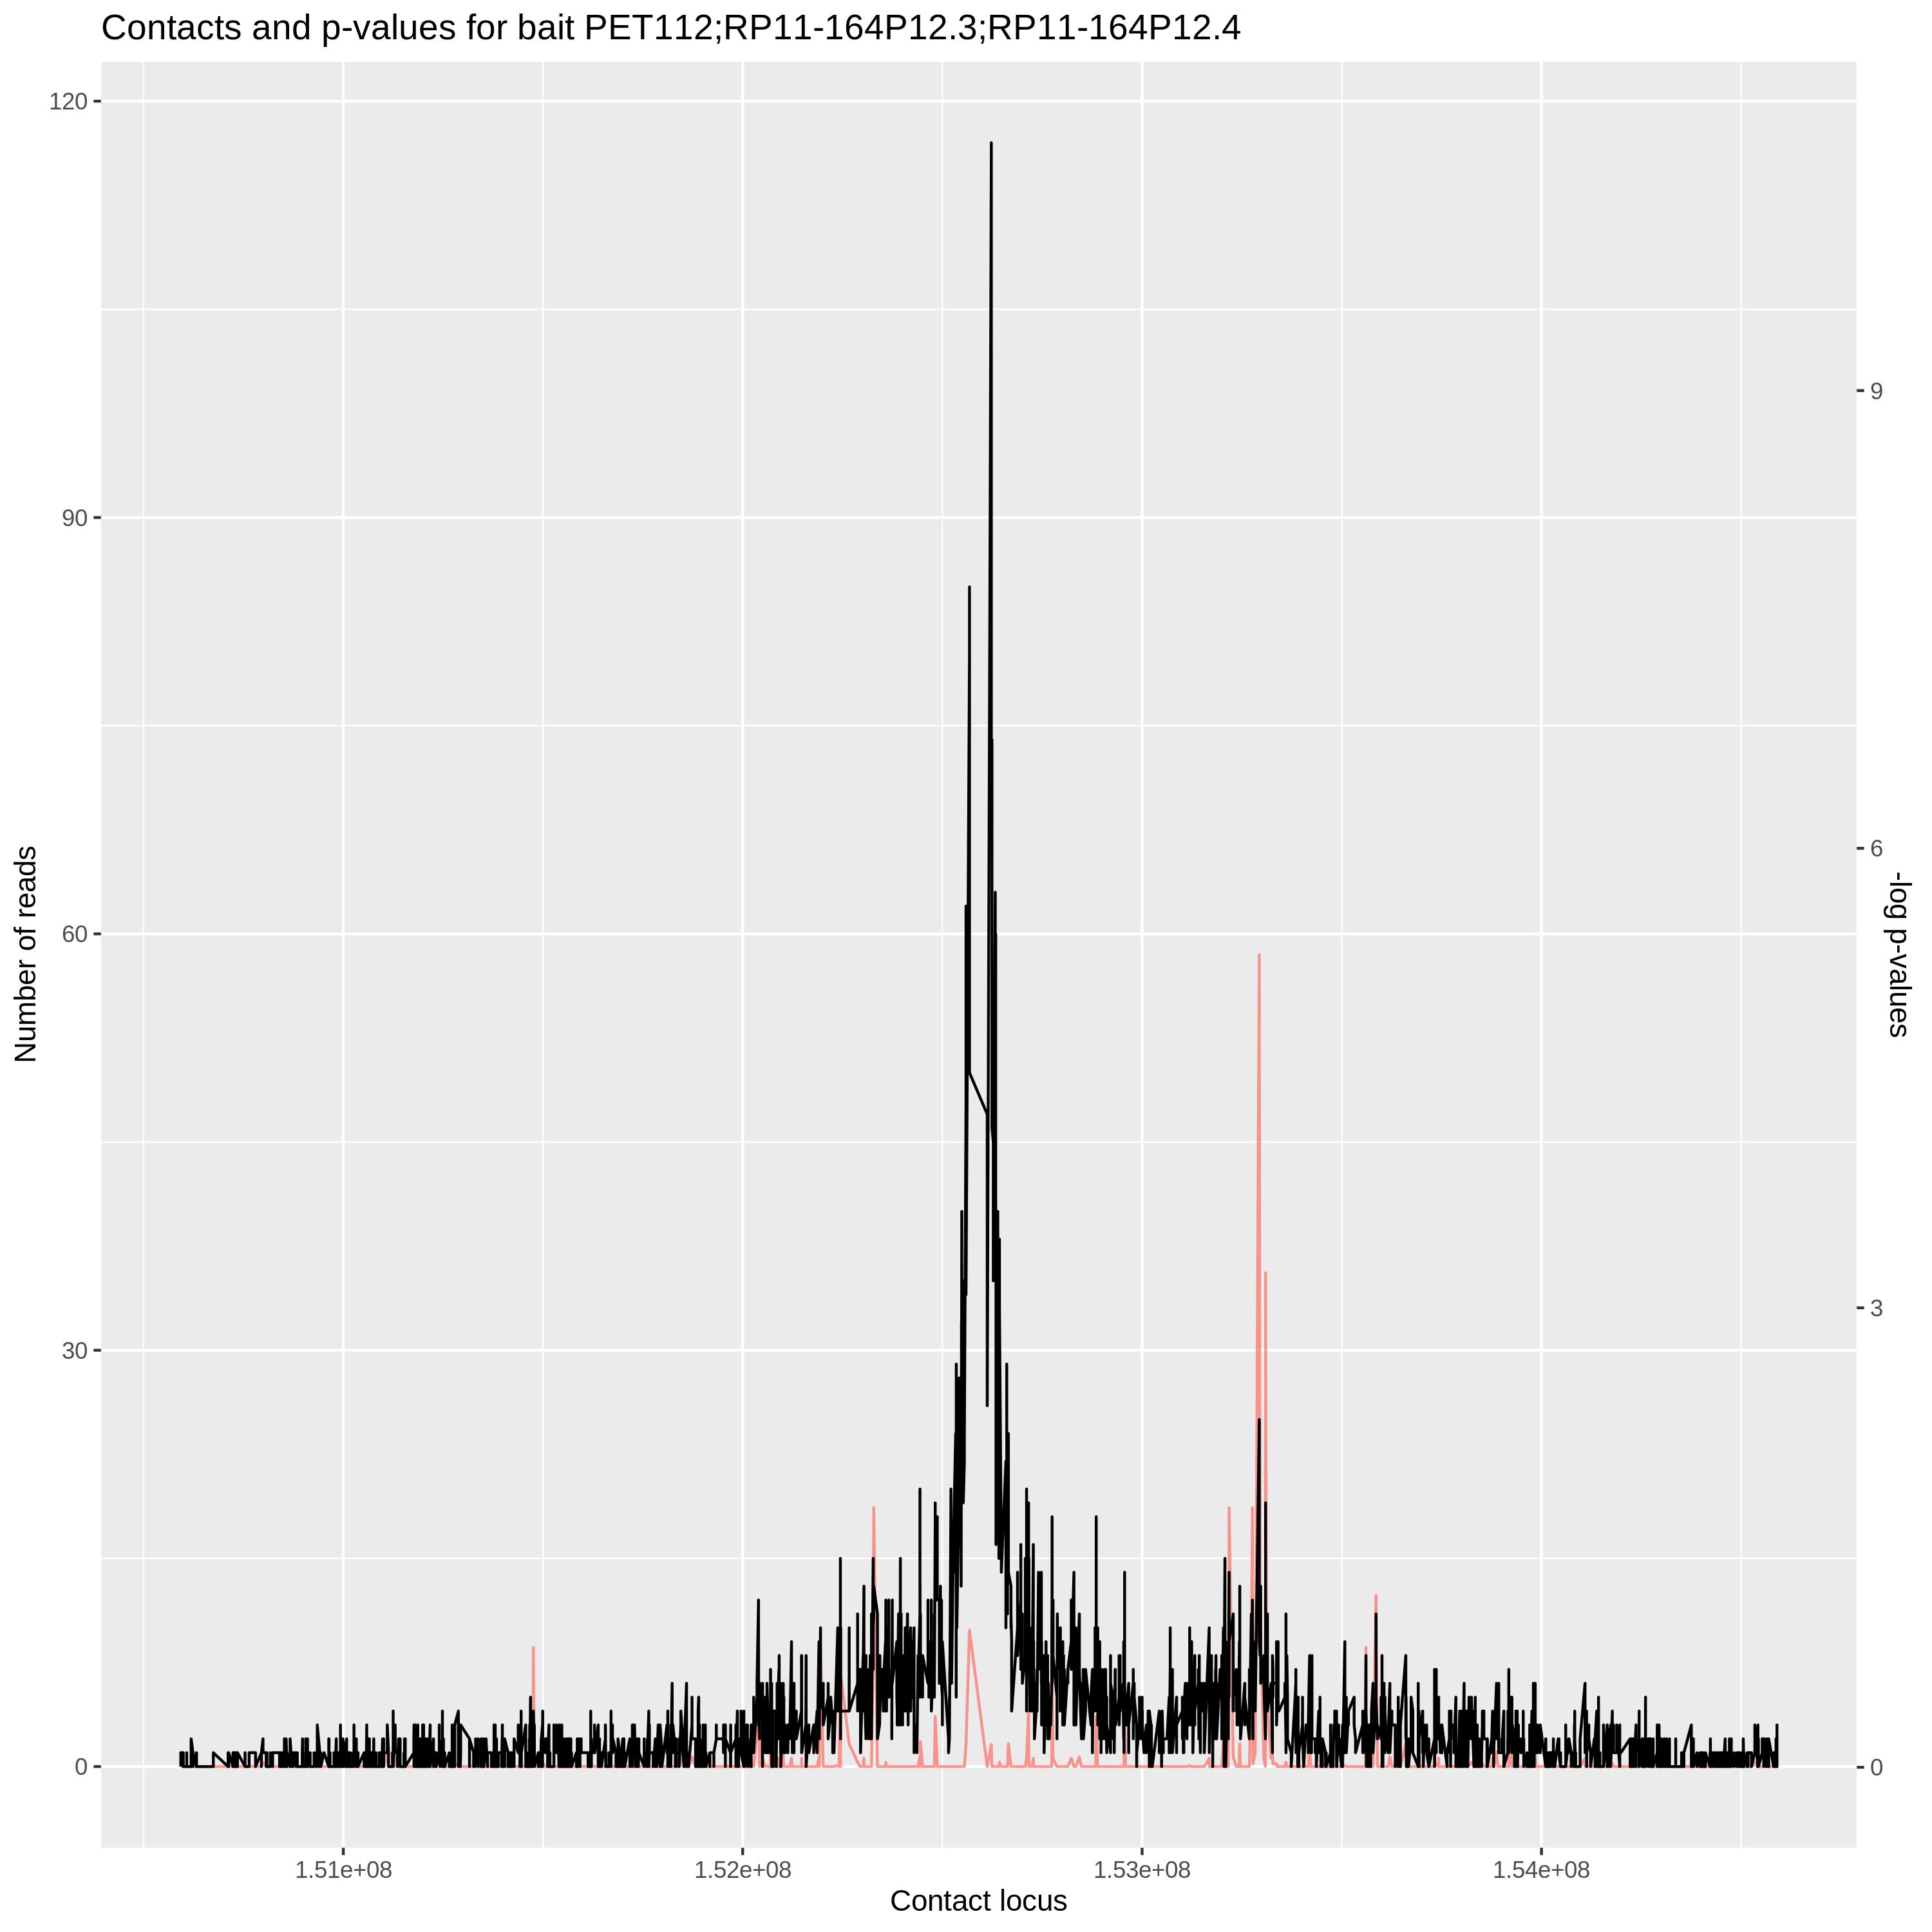 Contacts and p-values for bait PET112;RP11-164P12.3;RP11-164P12.4
120
90
60
30
0
9
6
3
0
Number of reads
-log p-values
1.51e+08 1.52e+08 1.53e+08 1.54e+08
Contact locus